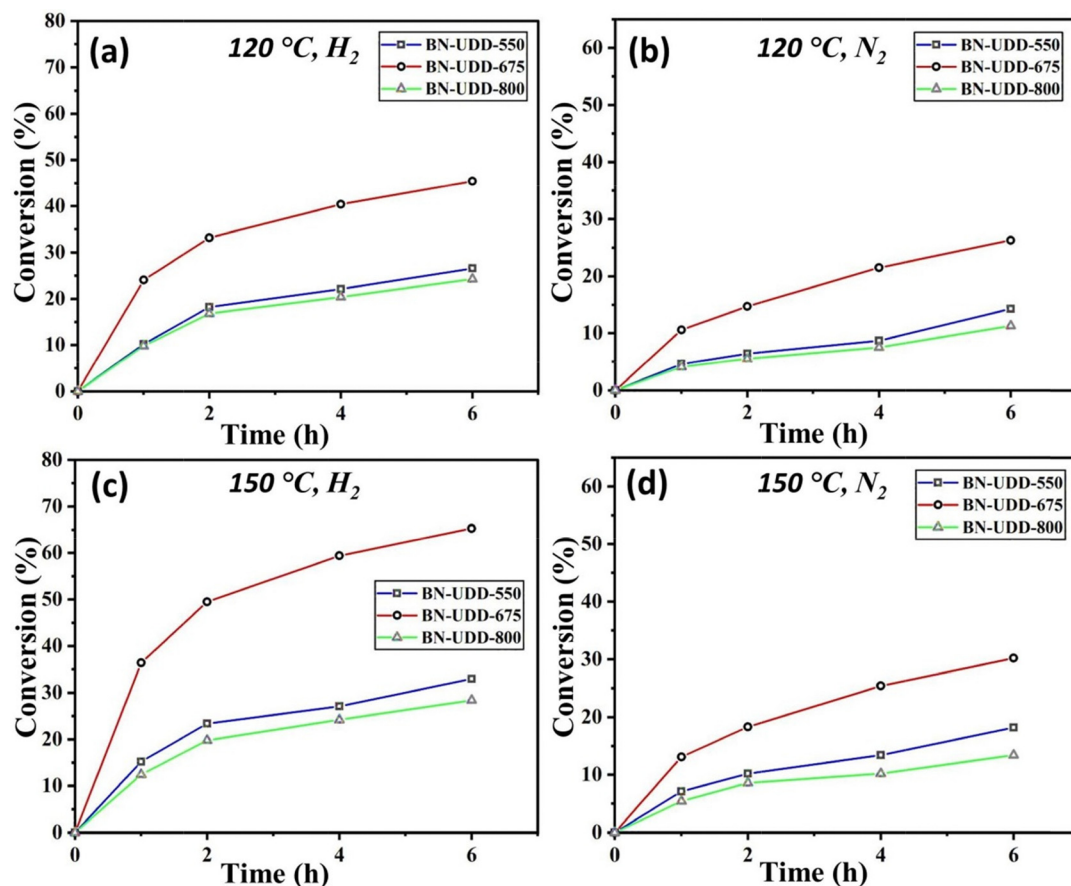 (a)
120 °C, H₂
BN-UDD-550
BN-UDD-675
BN-UDD-800
80
70
60
50
40
30
20
10
0
Conversion (%)
0 2 4 6
Time (h)
(b)
120 °C, N₂
BN-UDD-550
BN-UDD-675
BN-UDD-800
60
50
40
30
20
10
0
Conversion (%)
0 2 4 6
Time (h)
(c)
150 °C, H₂
BN-UDD-550
BN-UDD-675
BN-UDD-800
80
70
60
50
40
30
20
10
0
Conversion (%)
0 2 4 6
Time (h)
(d)
150 °C, N₂
BN-UDD-550
BN-UDD-675
BN-UDD-800
60
50
40
30
20
10
0
Conversion (%)
0 2 4 6
Time (h)